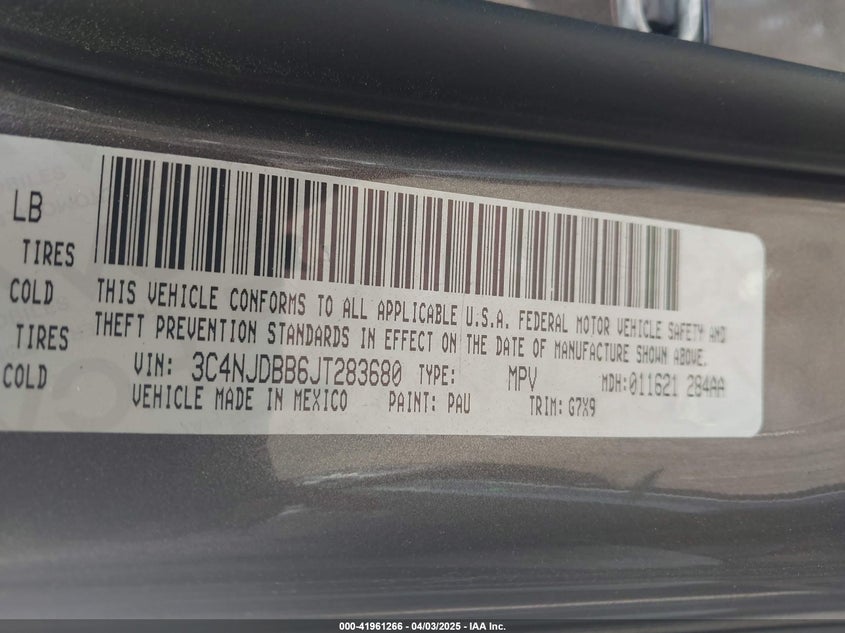 LB
TIRES
COLD
TIRES
COLD
THIS VEHICLE CONFORMS TO ALL APPLICABLE U.S.A. FEDERAL MOTOR VEHICLE SAFETY AND
THEFT PREVENTION STANDARDS IN EFFECT ON THE DATE OF MANUFACTURE SHOWN ABOVE.
VIN: 3C4NJDBB6JT283680 TYPE: MPV MDH: 011621 284AA
VEHICLE MADE IN MEXICO PAINT: PAU TRIM: G7X9
000-41961266 - 04/03/2025 - IAA Inc.